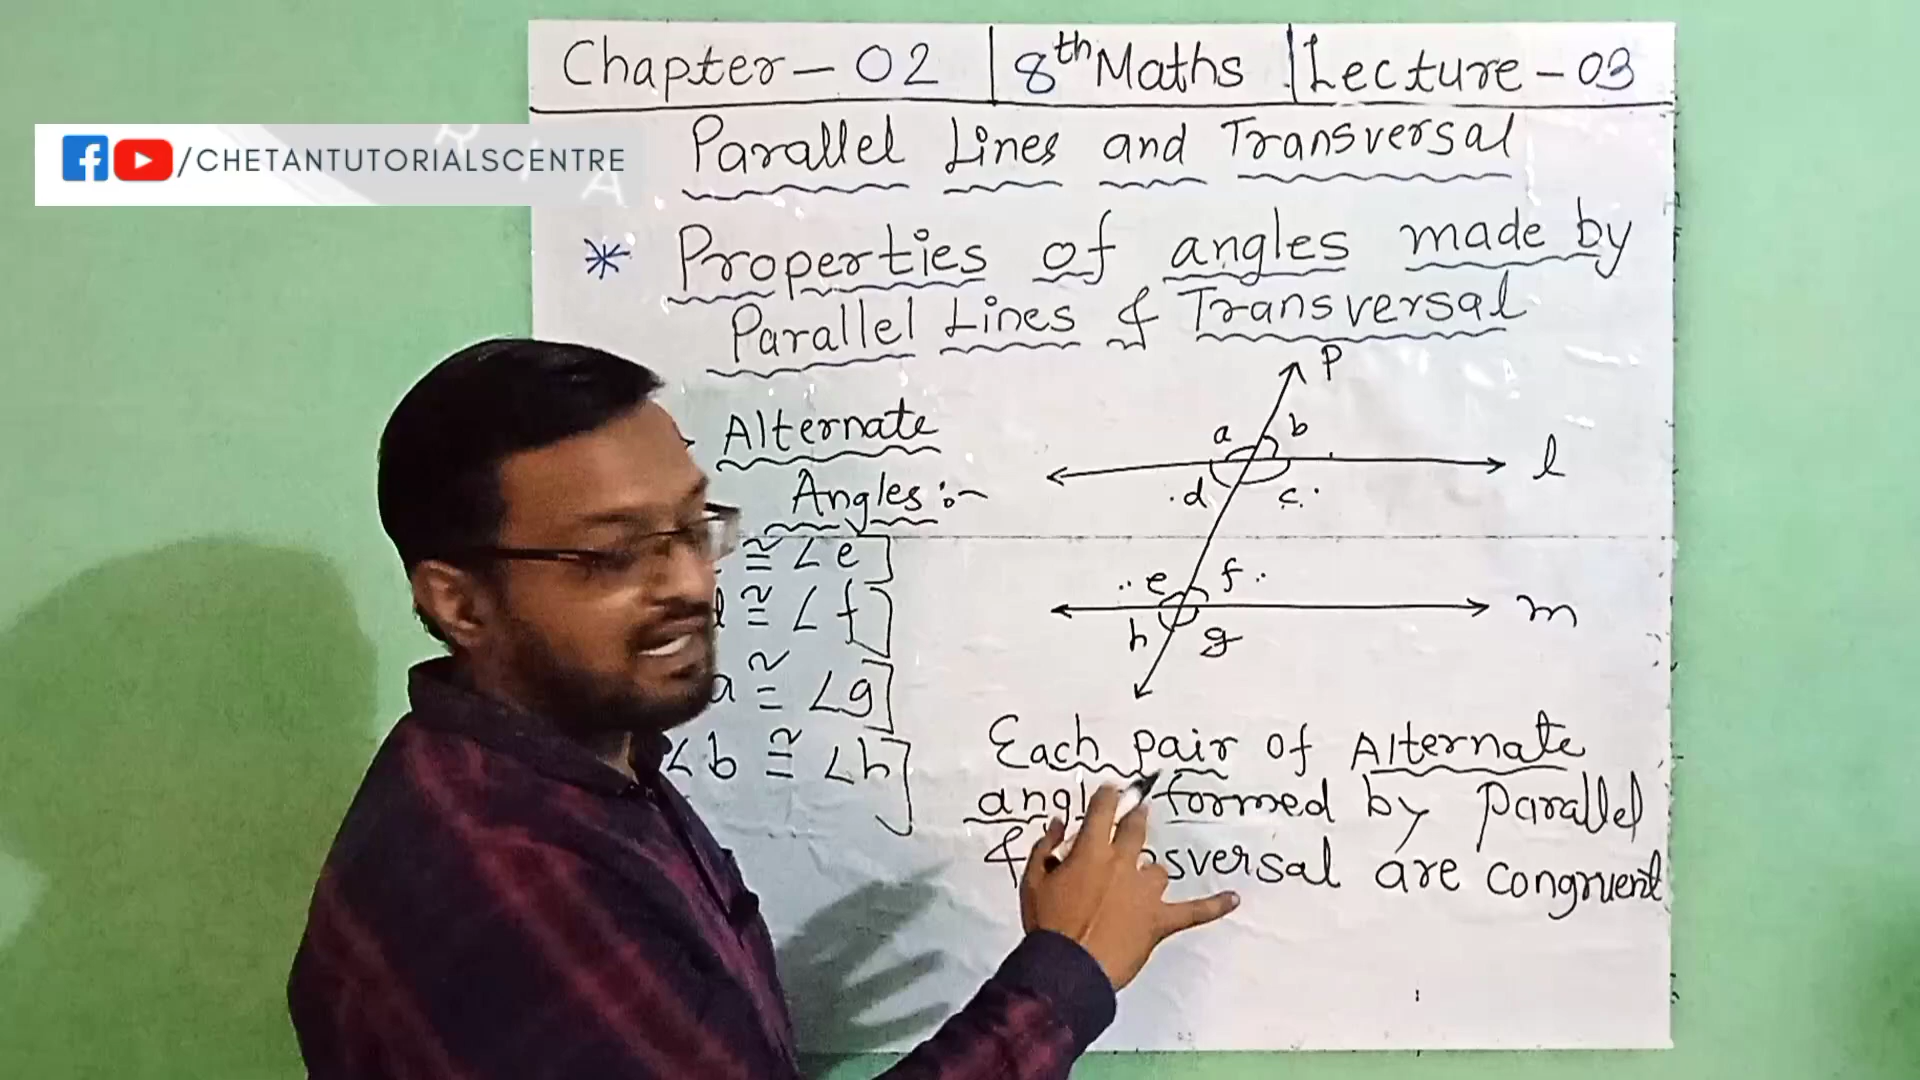 Chapter - 02 | 8th Maths | Lecture - 03
/CHETANTUTORIALSCENTRE
Parallel Lines and Transversal
* Properties of angles made by
Parallel Lines & Transversal
Alternate
Angles :-
≅ ∠e
≅ ∠f
a ≅ ∠g
∠b ≅ ∠h
P
a b
l
d c
e f
m
h g
Each pair of Alternate
formed by parallel
& are congruent